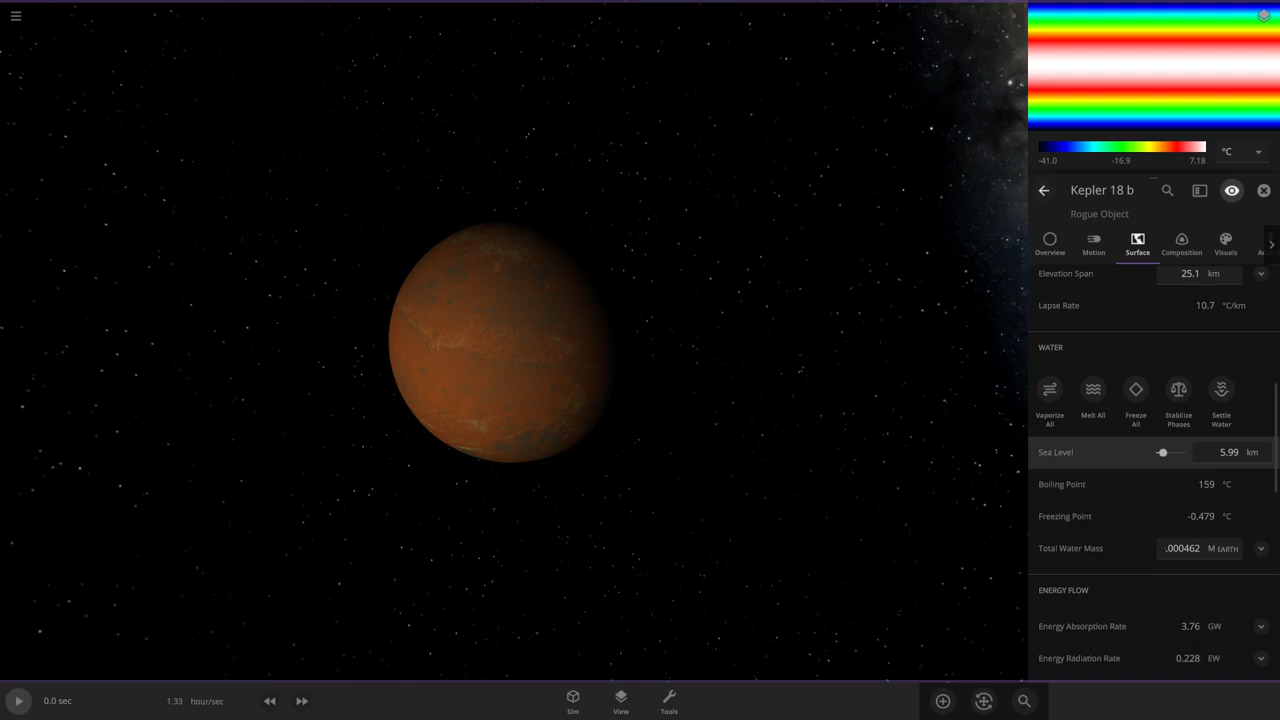 °C
-41.0 -16.9 7.18
Kepler 18 b
Rogue Object
Overview Motion Surface Composition Visuals
Elevation Span 25.1 km
Lapse Rate 10.7 °C/km
WATER
Vaporize All Melt All Freeze All Stabilize Phases Settle Water
Sea Level 5.99 km
Boiling Point 159 °C
Freezing Point -0.479 °C
Total Water Mass .000462 M EARTH
ENERGY FLOW
Energy Absorption Rate 3.76 GW
Energy Radiation Rate 0.228 EW
0.0 sec 1.33 hour/sec Sim View Tools